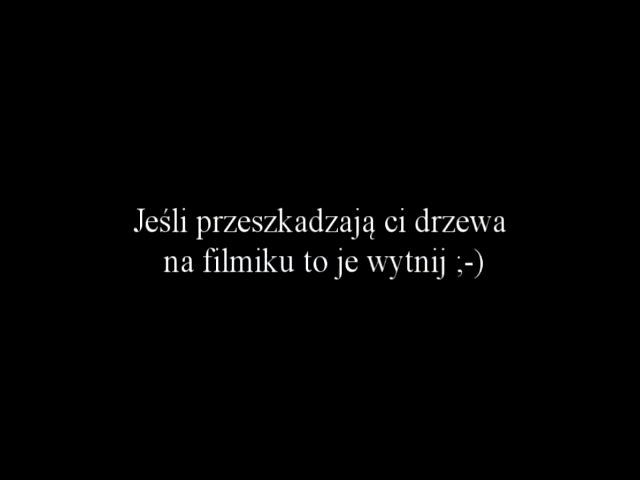 Jeśli przeszkadzają ci drzewa
na filmiku to je wytnij ;-)